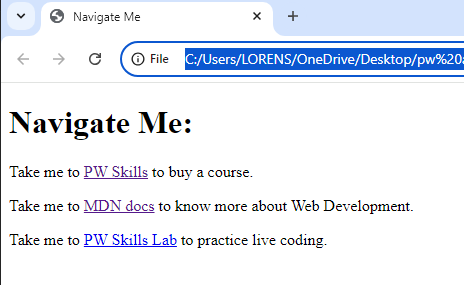 Navigate Me
File
C:/Users/LORENS/OneDrive/Desktop/pw%20
Navigate Me:
Take me to PW Skills to buy a course.
Take me to MDN docs to know more about Web Development.
Take me to PW Skills Lab to practice live coding.